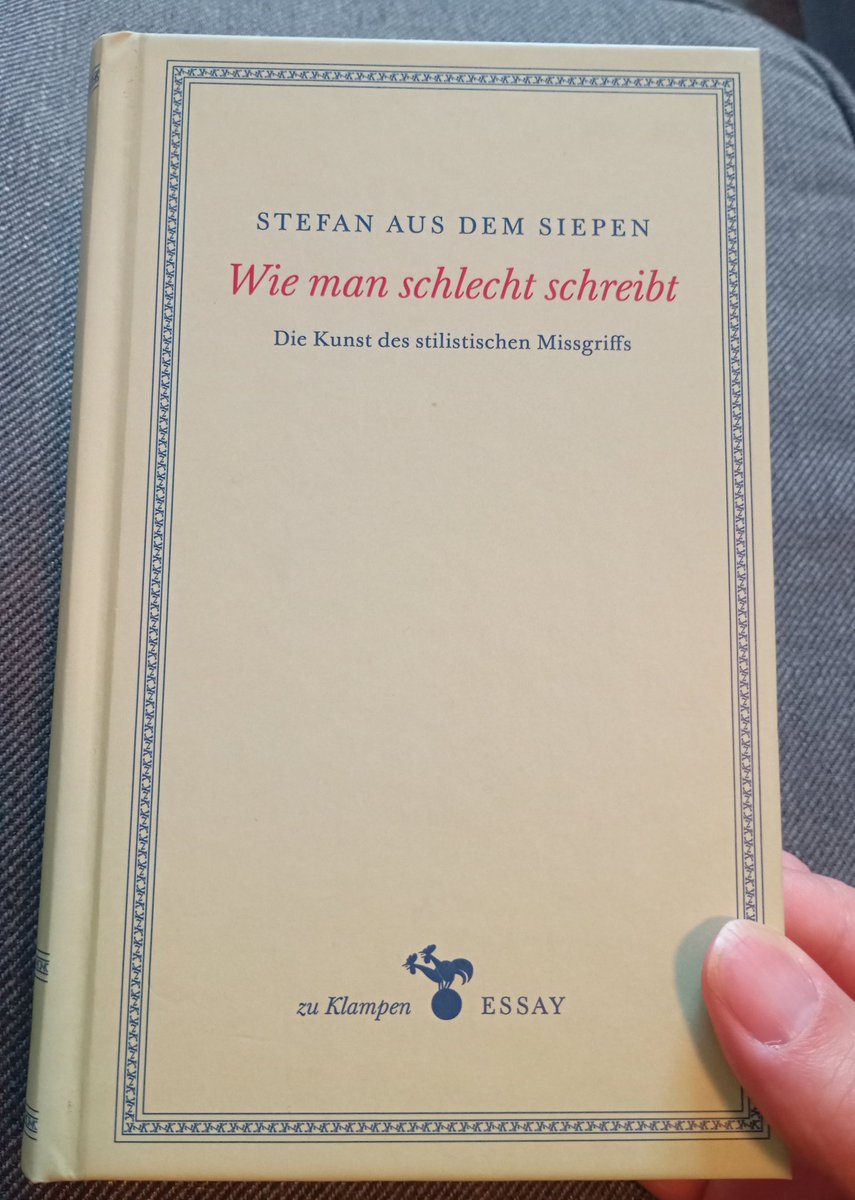 STEFAN AUS DEM SIEPEN
Wie man schlecht schreibt
Die Kunst des stilistischen Missgriffs
zu Klampen ESSAY